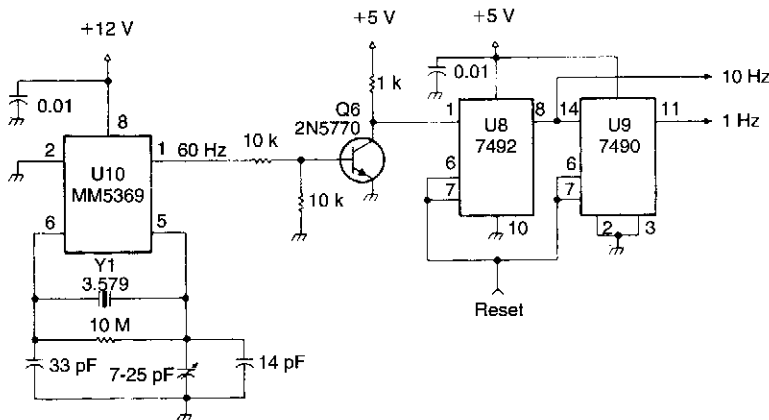 +12 V
+5 V
+5 V
0.01
0.01
8
1 k
10 Hz
Q6
2N5770
1
8
14
11
1 Hz
2
1
60 Hz
10 k
U10
MM5369
U8
7492
U9
7490
6
7
6
7
10 k
6
5
10
2
3
Y1
3.579
Reset
10 M
33 pF
7-25 pF
14 pF